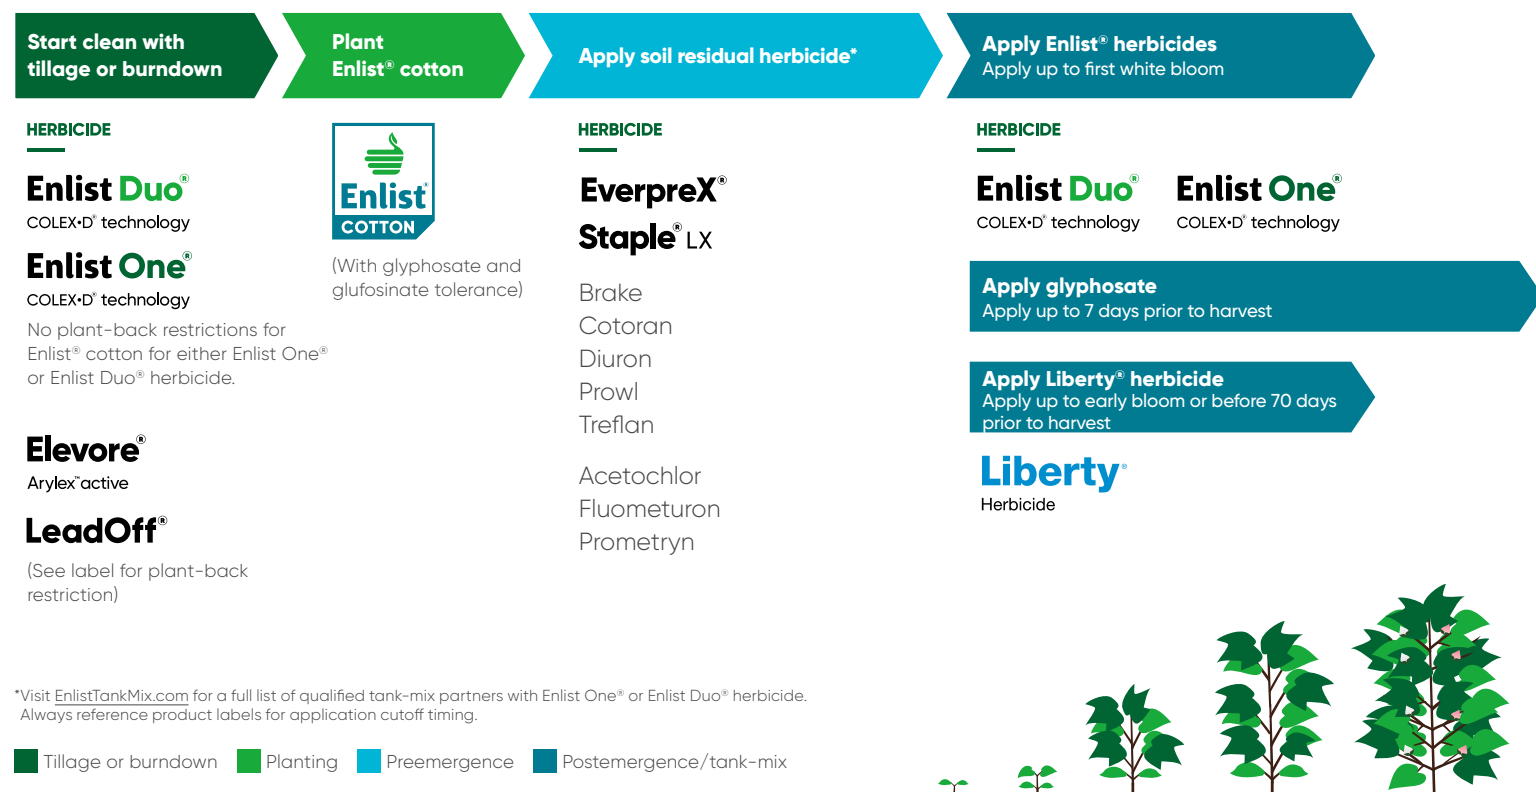 Start clean with
tillage or burndown
Plant
Enlist® cotton
Apply soil residual herbicide*
Apply Enlist® herbicides
Apply up to first white bloom
HERBICIDE
Enlist Duo®
COLEX•D® technology
Enlist One®
COLEX•D® technology
No plant-back restrictions for
Enlist® cotton for either Enlist One®
or Enlist Duo® herbicide.
Elevore®
Arylex™active
LeadOff®
(See label for plant-back
restriction)
Enlist®
COTTON
(With glyphosate and
glufosinate tolerance)
HERBICIDE
EverpreX®
Staple® LX
Brake
Cotoran
Diuron
Prowl
Treflan
Acetochlor
Fluometuron
Prometryn
HERBICIDE
Enlist Duo®
COLEX•D® technology
Enlist One®
COLEX•D® technology
Apply glyphosate
Apply up to 7 days prior to harvest
Apply Liberty® herbicide
Apply up to early bloom or before 70 days
prior to harvest
Liberty®
Herbicide
*Visit EnlistTankMix.com for a full list of qualified tank-mix partners with Enlist One® or Enlist Duo® herbicide.
Always reference product labels for application cutoff timing.
Tillage or burndown
Planting
Preemergence
Postemergence/tank-mix